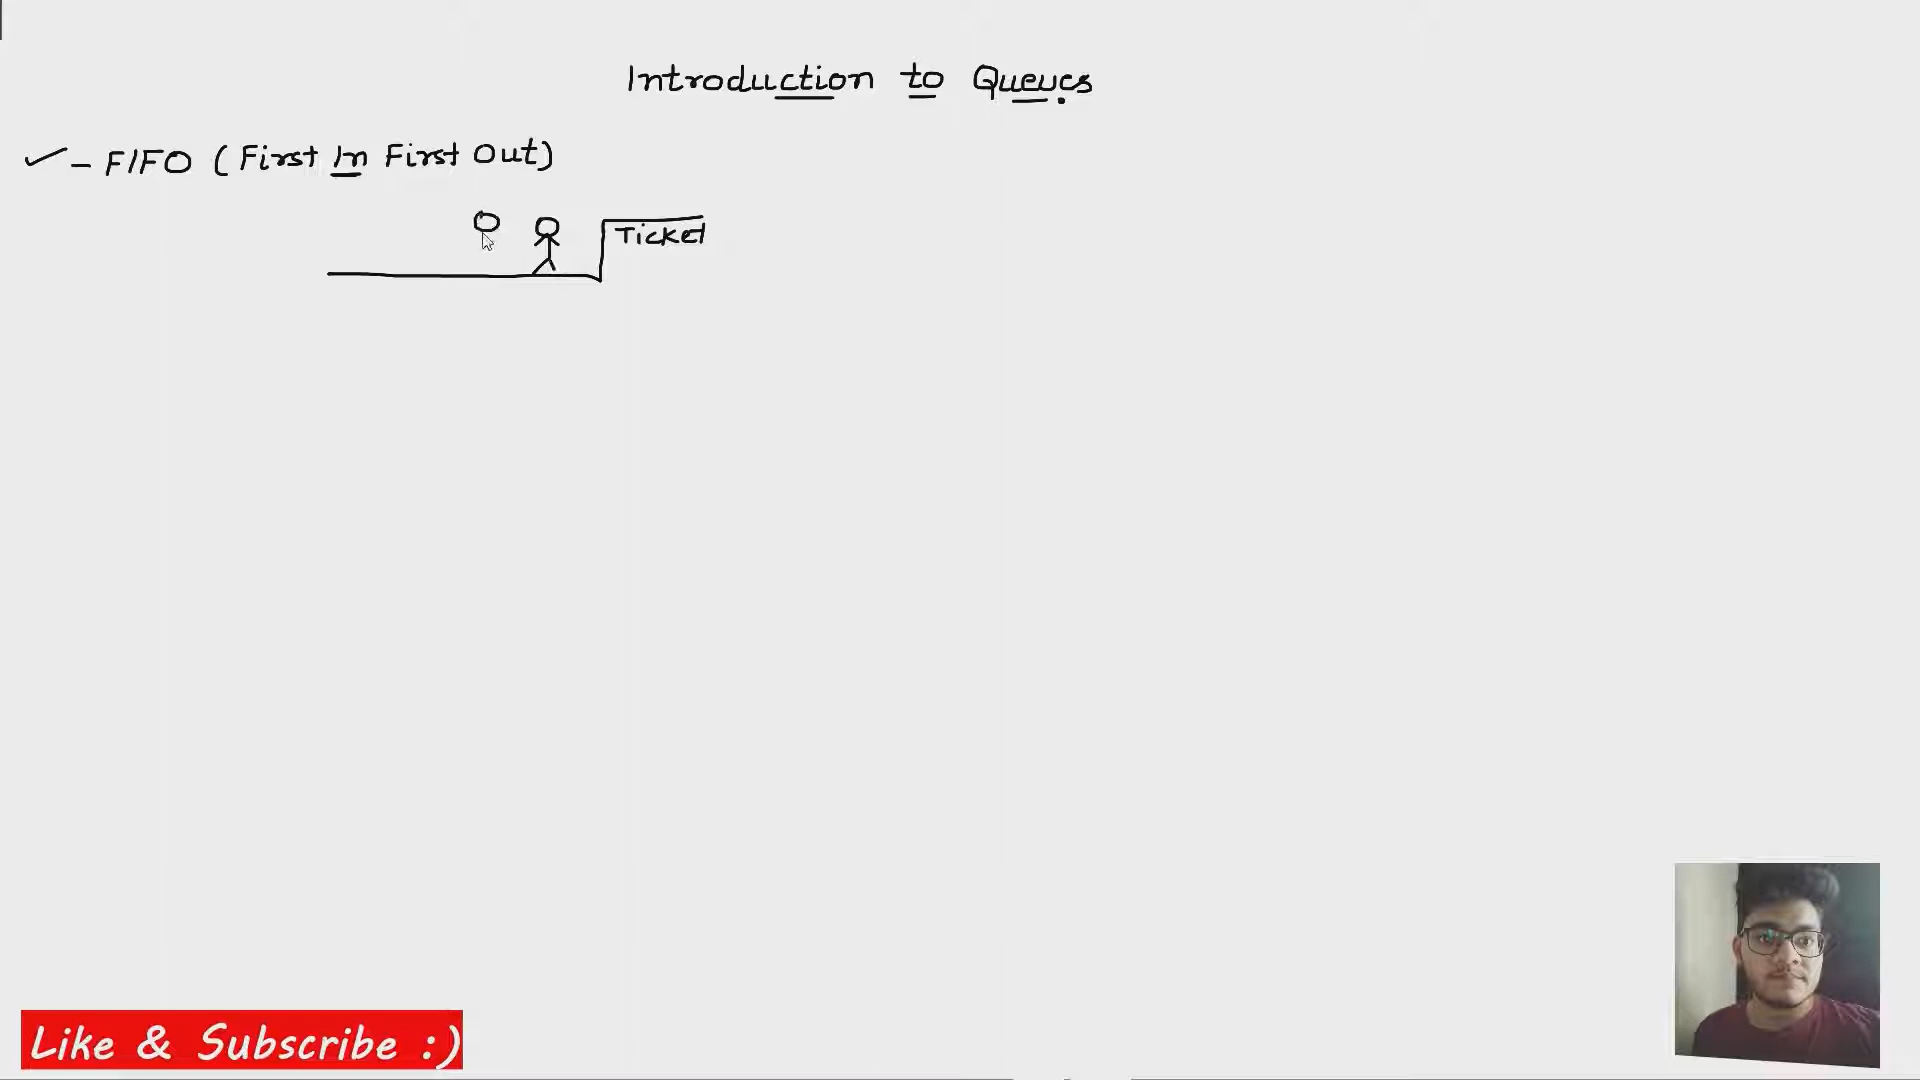 Introduction to Queues
- FIFO ( First In First Out)
Ticket
Like & Subscribe :)